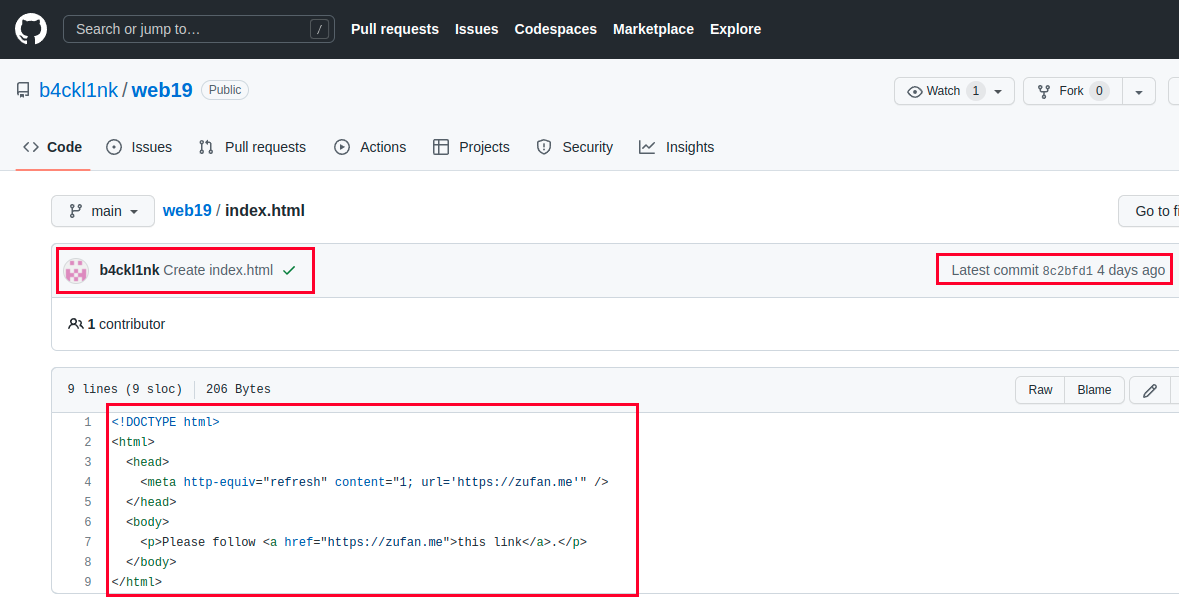 Search or jump to… / Pull requests Issues Codespaces Marketplace Explore
b4ckl1nk / web19 Public Watch 1 Fork 0
Code Issues Pull requests Actions Projects Security Insights
main web19 / index.html Go to fi
b4ckl1nk Create index.html Latest commit 8c2bfd1 4 days ago
1 contributor
9 lines (9 sloc) 206 Bytes Raw Blame
1 <!DOCTYPE html>
2 <html>
3 <head>
4 <meta http-equiv="refresh" content="1; url='https://zufan.me'" />
5 </head>
6 <body>
7 <p>Please follow <a href="https://zufan.me">this link</a>.</p>
8 </body>
9 </html>